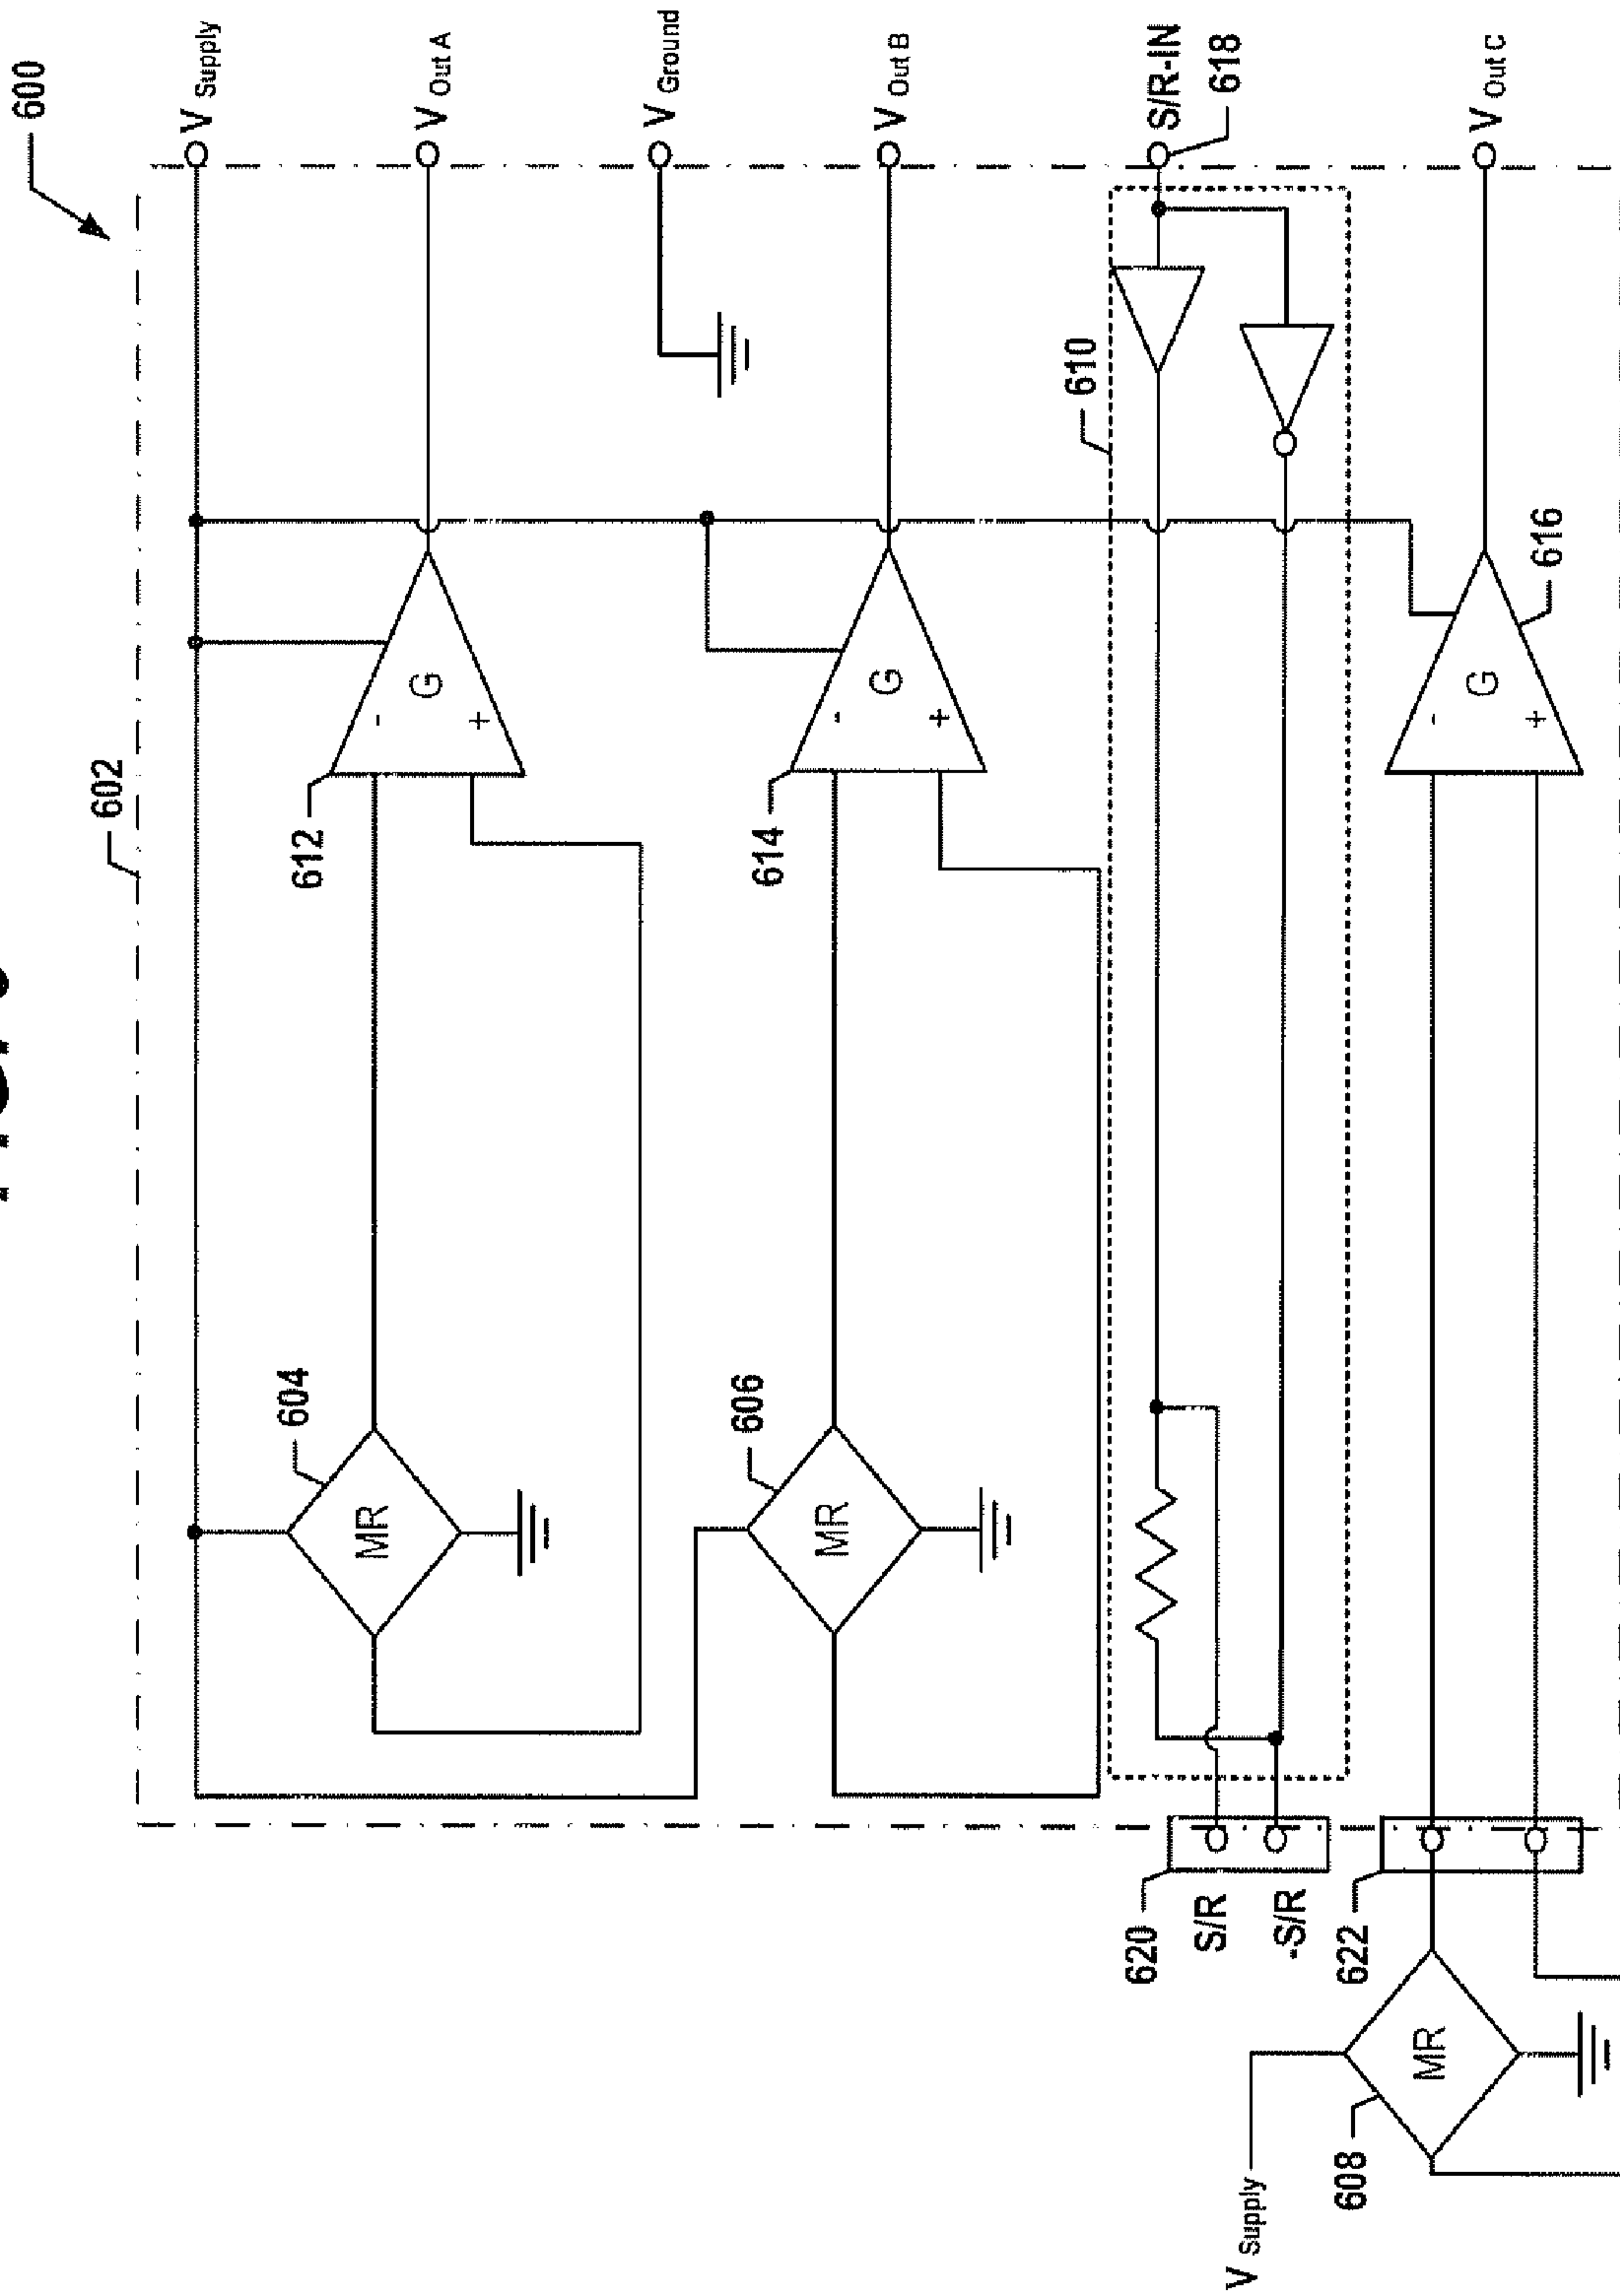 600
V Supply
602
V Out A
612
G
-
+
604
MR
V Ground
V Out B
614
G
-
+
606
MR
610
S/R-IN
618
620
S/R
-S/R
V Out C
616
G
-
+
622
V Supply
608
MR